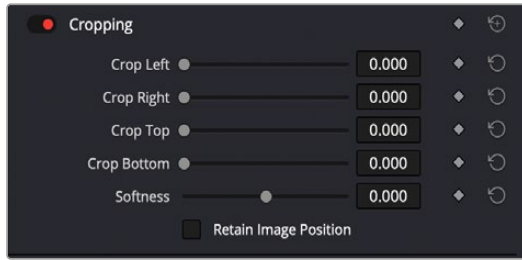 Cropping
Crop Left 0.000
Crop Right 0.000
Crop Top 0.000
Crop Bottom 0.000
Softness 0.000
Retain Image Position